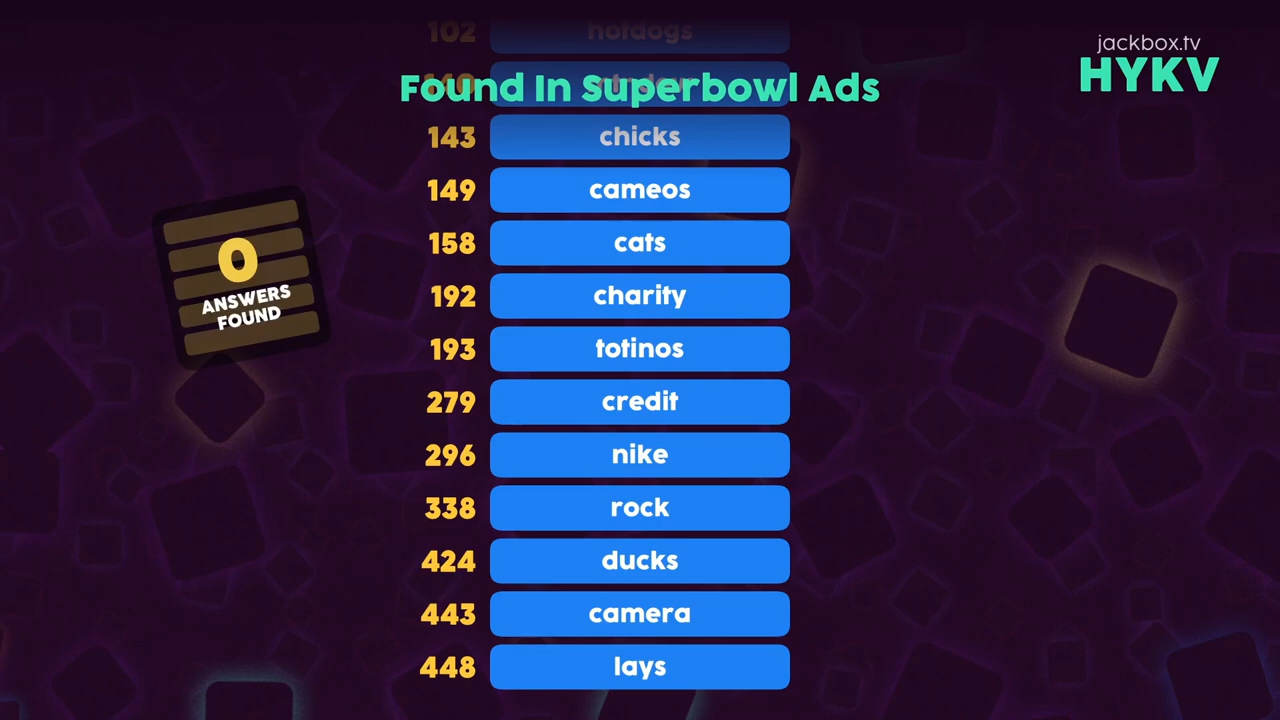 102 hotdogs
jackbox.tv
HYKV
Found In Superbowl Ads
143 chicks
149 cameos
158 cats
192 charity
193 totinos
279 credit
296 nike
338 rock
424 ducks
443 camera
448 lays
0
ANSWERS
FOUND